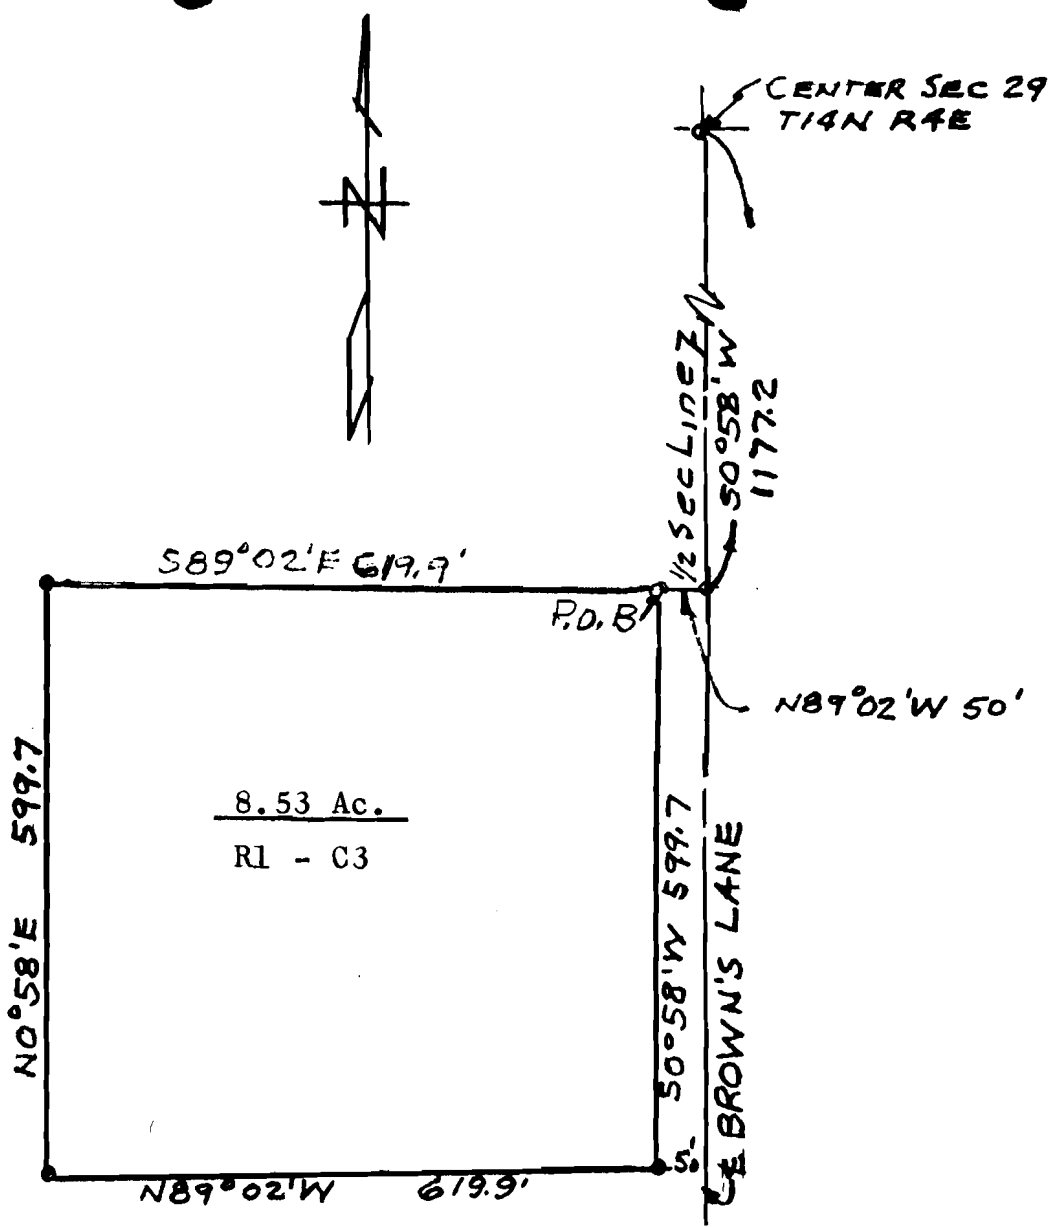 CENTER SEC 29
T14N R4E
N
1/2 Sec Line
S0°58'W
1177.2
S89°02'E 619.9'
P.O.B
N89°02'W 50'
N0°58'E 599.7
8.53 Ac.
R1 - C3
S0°58'W 599.7
BROWN'S LANE
N89°02'W 619.9'